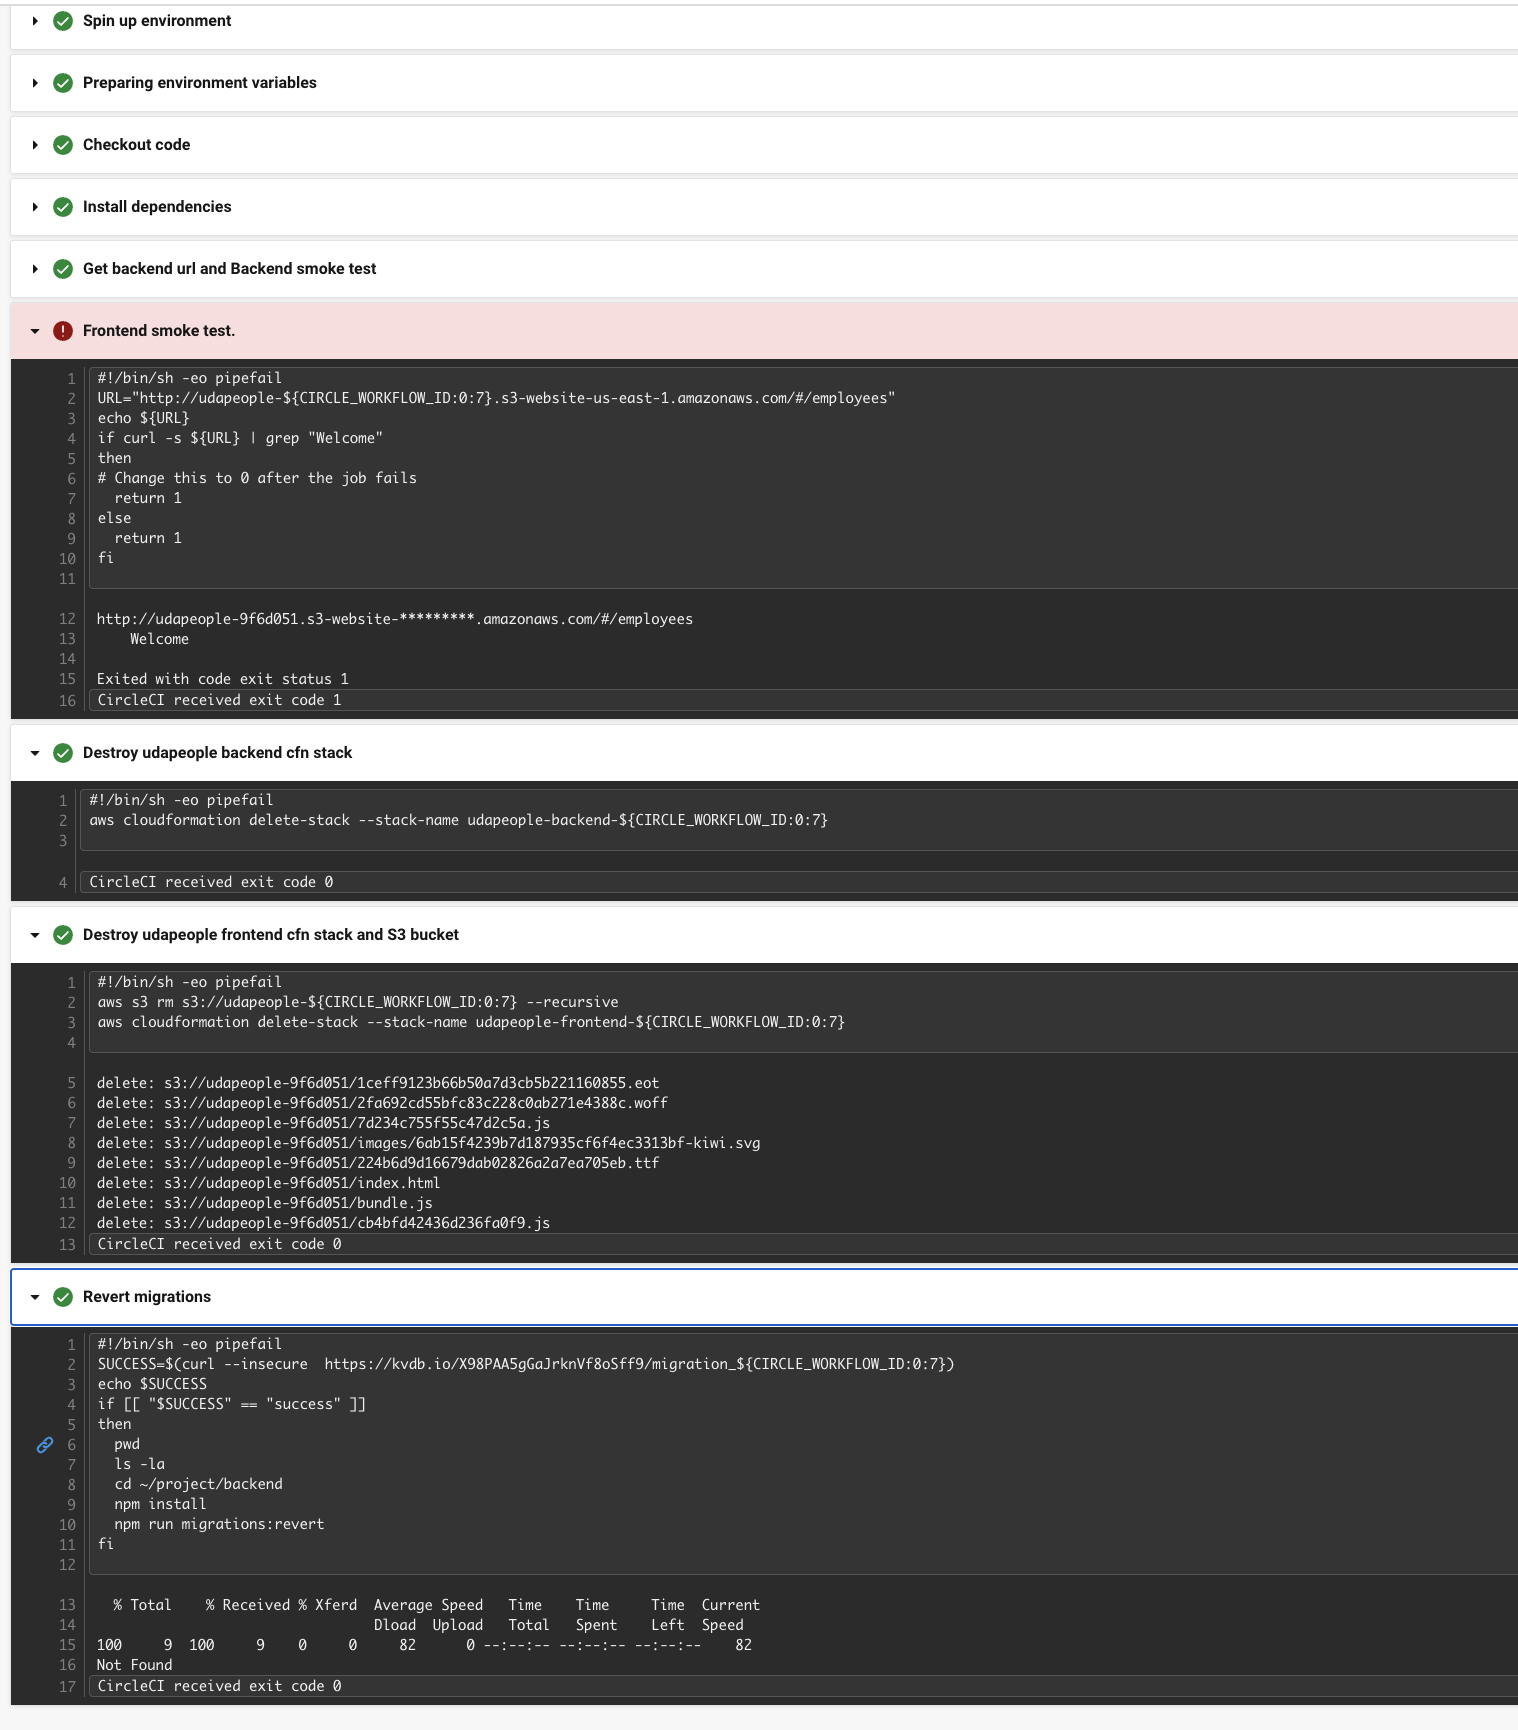 Spin up environment
Preparing environment variables
Checkout code
Install dependencies
Get backend url and Backend smoke test
Frontend smoke test.
1 #!/bin/sh -eo pipefail
2 URL="http://udapeople-${CIRCLE_WORKFLOW_ID:0:7}.s3-website-us-east-1.amazonaws.com/#/employees"
3 echo ${URL}
4 if curl -s ${URL} | grep "Welcome"
5 then
6 # Change this to 0 after the job fails
7   return 1
8 else
9   return 1
10 fi
11
12 http://udapeople-9f6d051.s3-website-*********.amazonaws.com/#/employees
13     Welcome
14
15 Exited with code exit status 1
16 CircleCI received exit code 1
Destroy udapeople backend cfn stack
1 #!/bin/sh -eo pipefail
2 aws cloudformation delete-stack --stack-name udapeople-backend-${CIRCLE_WORKFLOW_ID:0:7}
3
4 CircleCI received exit code 0
Destroy udapeople frontend cfn stack and S3 bucket
1 #!/bin/sh -eo pipefail
2 aws s3 rm s3://udapeople-${CIRCLE_WORKFLOW_ID:0:7} --recursive
3 aws cloudformation delete-stack --stack-name udapeople-frontend-${CIRCLE_WORKFLOW_ID:0:7}
4
5 delete: s3://udapeople-9f6d051/1ceff9123b66b50a7d3cb5b221160855.eot
6 delete: s3://udapeople-9f6d051/2fa692cd55bfc83c228c0ab271e4388c.woff
7 delete: s3://udapeople-9f6d051/7d234c755f55c47d2c5a.js
8 delete: s3://udapeople-9f6d051/images/6ab15f4239b7d187935cf6f4ec3313bf-kiwi.svg
9 delete: s3://udapeople-9f6d051/224b6d9d16679dab02826a2a7ea705eb.ttf
10 delete: s3://udapeople-9f6d051/index.html
11 delete: s3://udapeople-9f6d051/bundle.js
12 delete: s3://udapeople-9f6d051/cb4bfd42436d236fa0f9.js
13 CircleCI received exit code 0
Revert migrations
1 #!/bin/sh -eo pipefail
2 SUCCESS=$(curl --insecure  https://kvdb.io/X98PAA5gGaJrknVf8oSff9/migration_${CIRCLE_WORKFLOW_ID:0:7})
3 echo $SUCCESS
4 if [[ "$SUCCESS" == "success" ]]
5 then
6   pwd
7   ls -la
8   cd ~/project/backend
9   npm install
10   npm run migrations:revert
11 fi
12
13   % Total    % Received % Xferd  Average Speed   Time    Time     Time  Current
14                                  Dload  Upload   Total   Spent    Left  Speed
15 100     9  100     9    0     0     82      0 --:--:-- --:--:-- --:--:--    82
16 Not Found
17 CircleCI received exit code 0